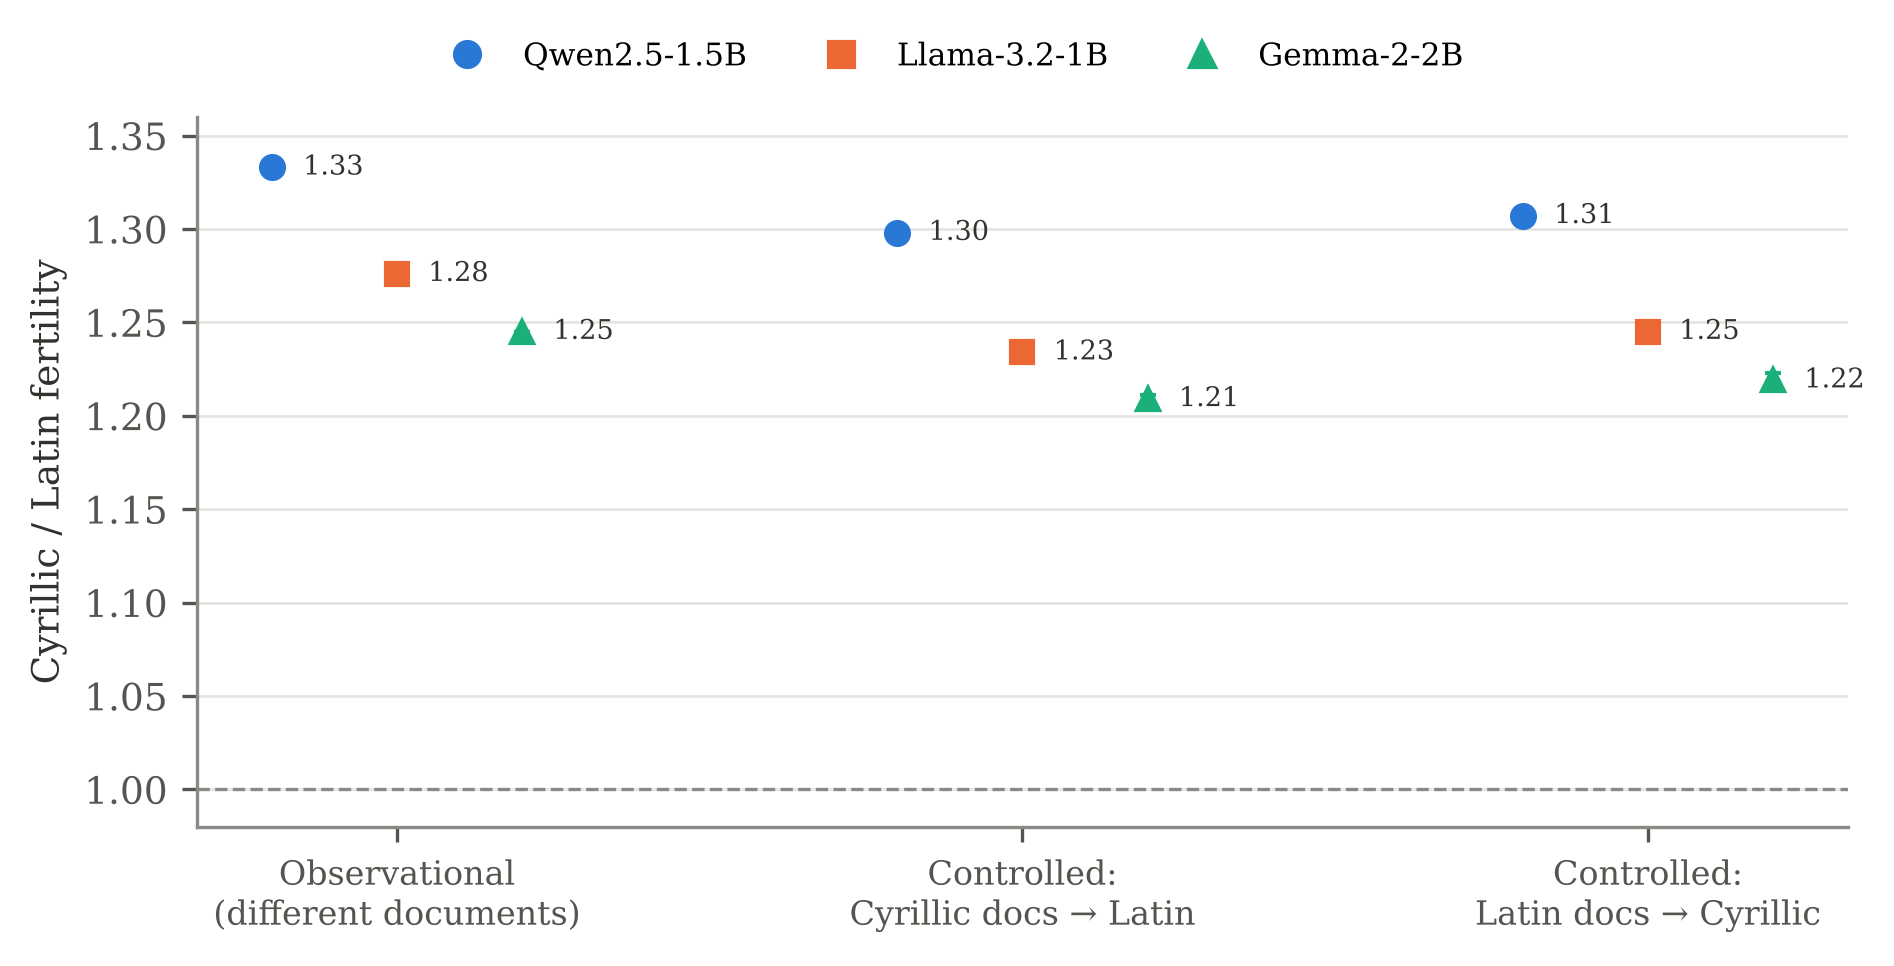 Qwen2.5-1.5B
Llama-3.2-1B
Gemma-2-2B
Cyrillic / Latin fertility
1.35
1.30
1.25
1.20
1.15
1.10
1.05
1.00
1.33
1.28
1.25
1.30
1.23
1.21
1.31
1.25
1.22
Observational
(different documents)
Controlled:
Cyrillic docs → Latin
Controlled:
Latin docs → Cyrillic